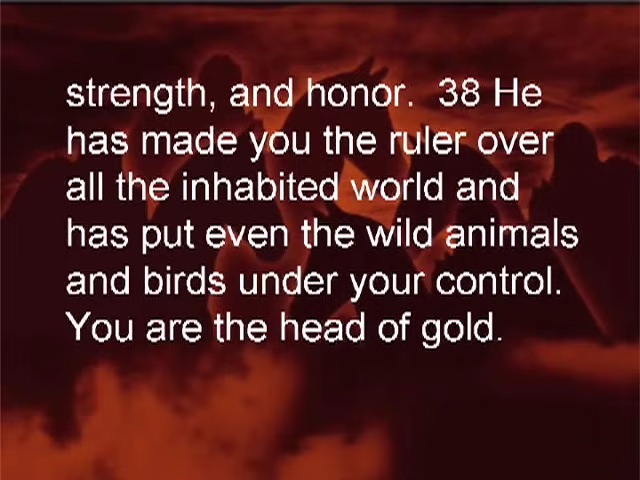 strength, and honor.  38 He
has made you the ruler over
all the inhabited world and
has put even the wild animals
and birds under your control.
You are the head of gold.